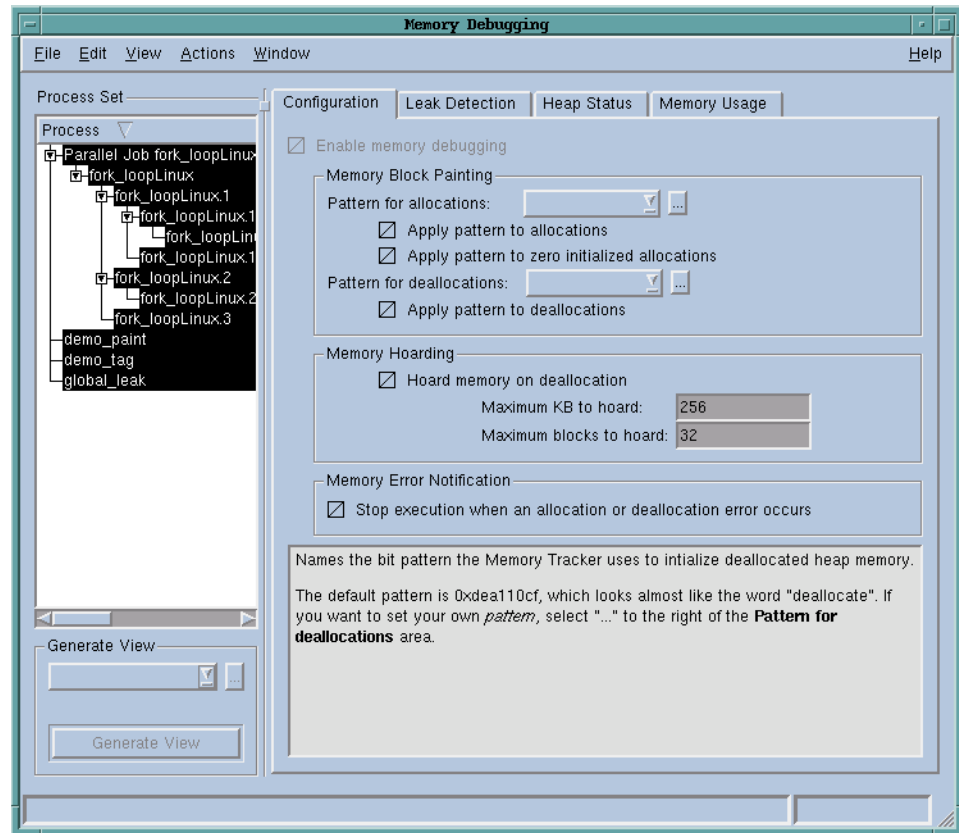 Memory Debugging
File Edit View Actions Window Help
Process Set
Process
Parallel Job fork_loopLinux
fork_loopLinux
fork_loopLinux.1
fork_loopLinux.1
fork_loopLin
fork_loopLinux.1
fork_loopLinux.2
fork_loopLinux.2
fork_loopLinux.3
demo_paint
demo_tag
global_leak
Generate View
...
Generate View
Configuration Leak Detection Heap Status Memory Usage
Enable memory debugging
Memory Block Painting
Pattern for allocations: ...
Apply pattern to allocations
Apply pattern to zero initialized allocations
Pattern for deallocations: ...
Apply pattern to deallocations
Memory Hoarding
Hoard memory on deallocation
Maximum KB to hoard: 256
Maximum blocks to hoard: 32
Memory Error Notification
Stop execution when an allocation or deallocation error occurs
Names the bit pattern the Memory Tracker uses to intialize deallocated heap memory.
The default pattern is 0xdea110cf, which looks almost like the word "deallocate". If
you want to set your own pattern, select "..." to the right of the Pattern for
deallocations area.